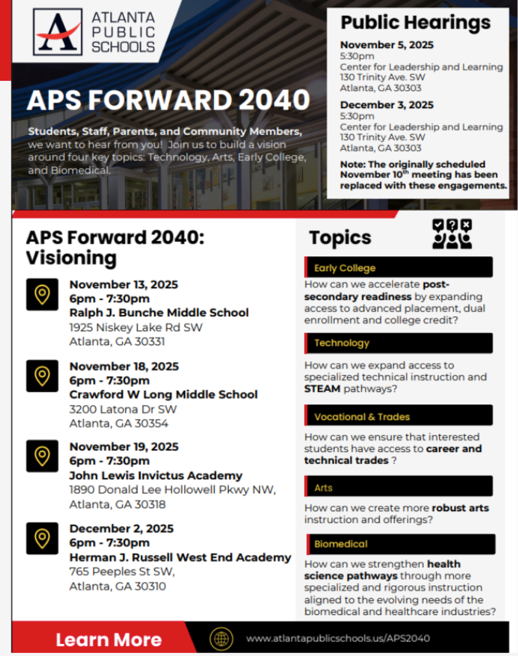 ATLANTA
PUBLIC
SCHOOLS
APS FORWARD 2040
Students, Staff, Parents, and Community Members,
we want to hear from you! Join us to build a vision
around four key topics: Technology, Arts, Early College,
and Biomedical.
Public Hearings
November 5, 2025
5:30pm
Center for Leadership and Learning
130 Trinity Ave. SW
Atlanta, GA 30303
December 3, 2025
5:30pm
Center for Leadership and Learning
130 Trinity Ave. SW
Atlanta, GA 30303
Note: The originally scheduled
November 10th meeting has been
replaced with these engagements.
APS Forward 2040:
Visioning
November 13, 2025
6pm - 7:30pm
Ralph J. Bunche Middle School
1925 Niskey Lake Rd SW
Atlanta, GA 30331
November 18, 2025
6pm - 7:30pm
Crawford W Long Middle School
3200 Latona Dr SW
Atlanta, GA 30354
November 19, 2025
6pm - 7:30pm
John Lewis Invictus Academy
1890 Donald Lee Hollowell Pkwy NW,
Atlanta, GA 30318
December 2, 2025
6pm - 7:30pm
Herman J. Russell West End Academy
765 Peeples St SW,
Atlanta, GA 30310
Topics
Early College
How can we accelerate post-
secondary readiness by expanding
access to advanced placement, dual
enrollment and college credit?
Technology
How can we expand access to
specialized technical instruction and
STEAM pathways?
Vocational & Trades
How can we ensure that interested
students have access to career and
technical trades ?
Arts
How can we create more robust arts
instruction and offerings?
Biomedical
How can we strengthen health
science pathways through more
specialized and rigorous instruction
aligned to the evolving needs of the
biomedical and healthcare industries?
Learn More
www.atlantapublicschools.us/APS2040